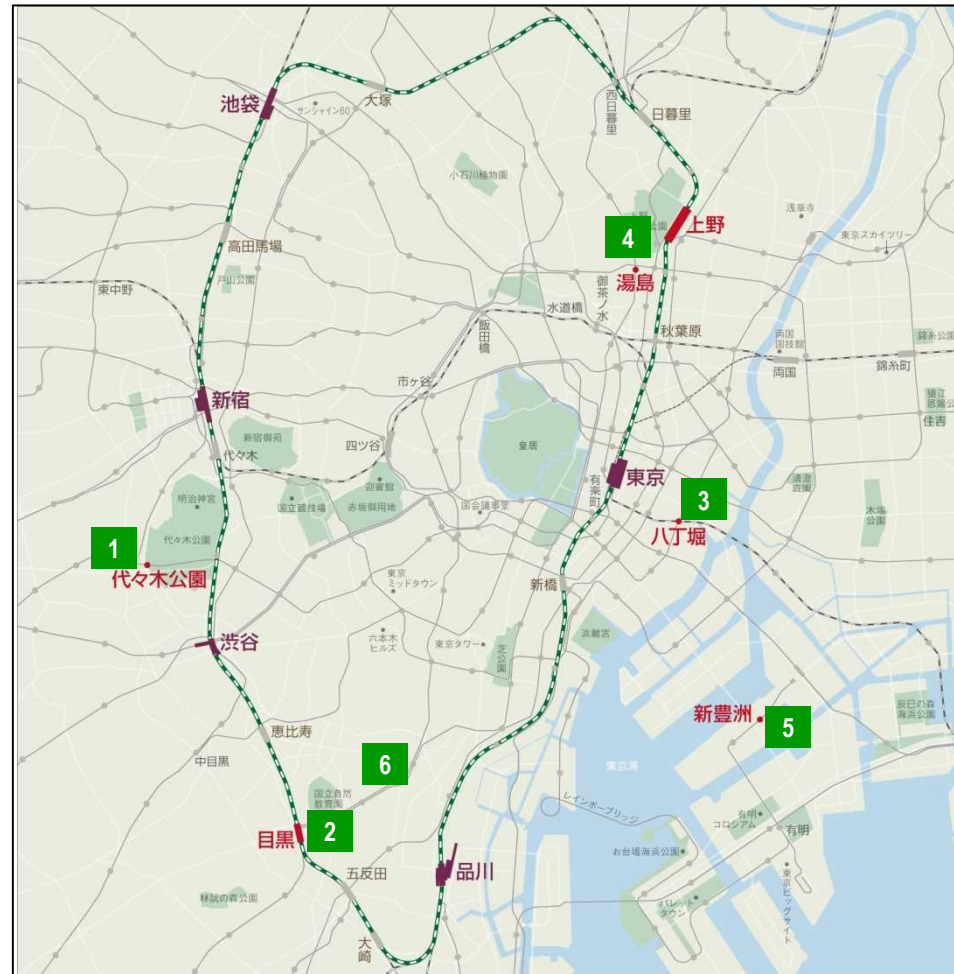 池袋
大塚
サンシャイン60
西日暮里
日暮里
小石川植物園
上野
公園
浅草寺
東京スカイツリー
4
湯島
高田馬場
戸山公園
東中野
御茶ノ水
水道橋
飯田橋
秋葉原
両国
国技館
両国
錦糸公園
錦糸町
猿江
恩賜公
住吉
市ヶ谷
新宿
新宿御苑
代々木
四ツ谷
皇居
迎賓館
赤坂御用地
国立競技場
国会議事堂
有楽町
東京
3
八丁堀
清澄
庭園
木場
公園
明治神宮
代々木公園
1
代々木公園
東京
ミッドタウン
新橋
渋谷
六本木
ヒルズ
東京タワー
芝公園
浜離宮
恵比寿
中目黒
6
国立自然
教育園
目黒
2
新豊洲
5
辰巳の森
海浜公園
東京湾
レインボーブリッジ
有明
コロシアム
有明
お台場海浜公園
パレット
タウン
東京ビッグサイト
五反田
品川
林試の森公園
大崎